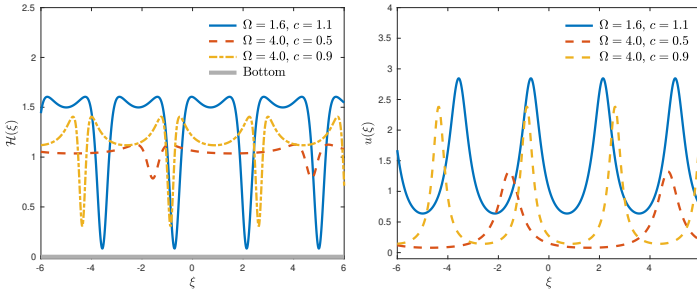 2.5
2
1.5
1
0.5
0
-6 -4 -2 0 2 4 6
H(ξ)
ξ
Ω = 1.6, c = 1.1
Ω = 4.0, c = 0.5
Ω = 4.0, c = 0.9
Bottom
4
3.5
3
2.5
2
1.5
1
0.5
0
-6 -4 -2 0 2 4 6
u(ξ)
ξ
Ω = 1.6, c = 1.1
Ω = 4.0, c = 0.5
Ω = 4.0, c = 0.9